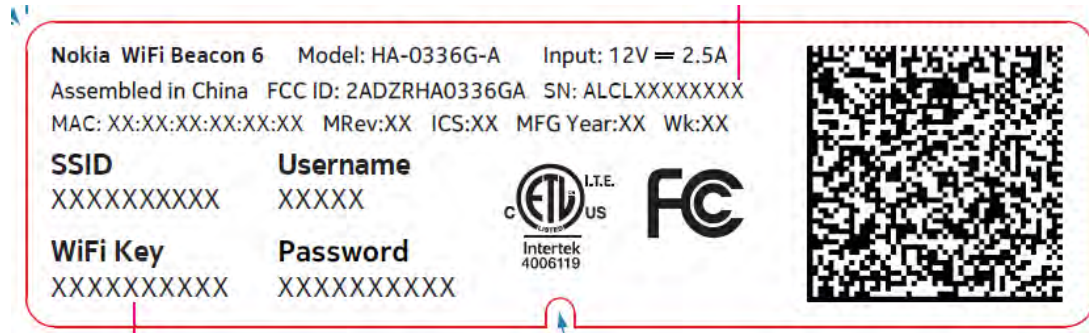 Nokia WiFi Beacon 6 Model: HA-0336G-A Input: 12V ⎓ 2.5A
Assembled in China FCC ID: 2ADZRHA0336GA SN: ALCLXXXXXXXX
MAC: XX:XX:XX:XX:XX:XX MRev:XX ICS:XX MFG Year:XX Wk:XX
SSID Username
XXXXXXXXXX XXXXX
WiFi Key Password
XXXXXXXXXX XXXXXXXXXX
I.T.E.
C ETL US
LISTED
Intertek
4006119
FC